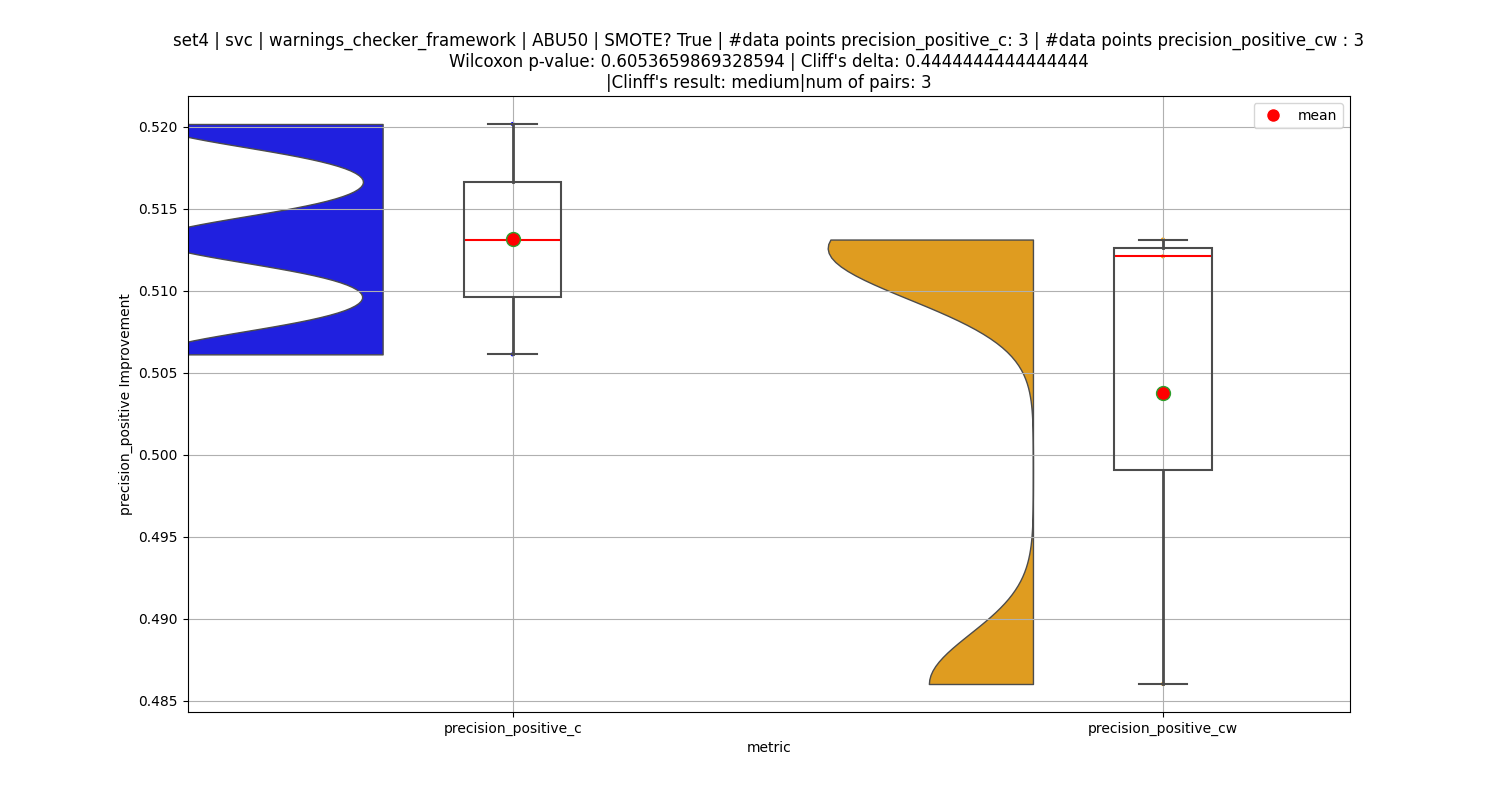 set4 | svc | warnings_checker_framework | ABU50 | SMOTE? True | #data points precision_positive_c: 3 | #data points precision_positive_cw : 3
Wilcoxon p-value: 0.6053659869328594 | Cliff's delta: 0.4444444444444444
|Clinff's result: medium|num of pairs: 3
mean
0.520
0.515
0.510
0.505
0.500
0.495
0.490
0.485
precision_positive Improvement
precision_positive_c
precision_positive_cw
metric